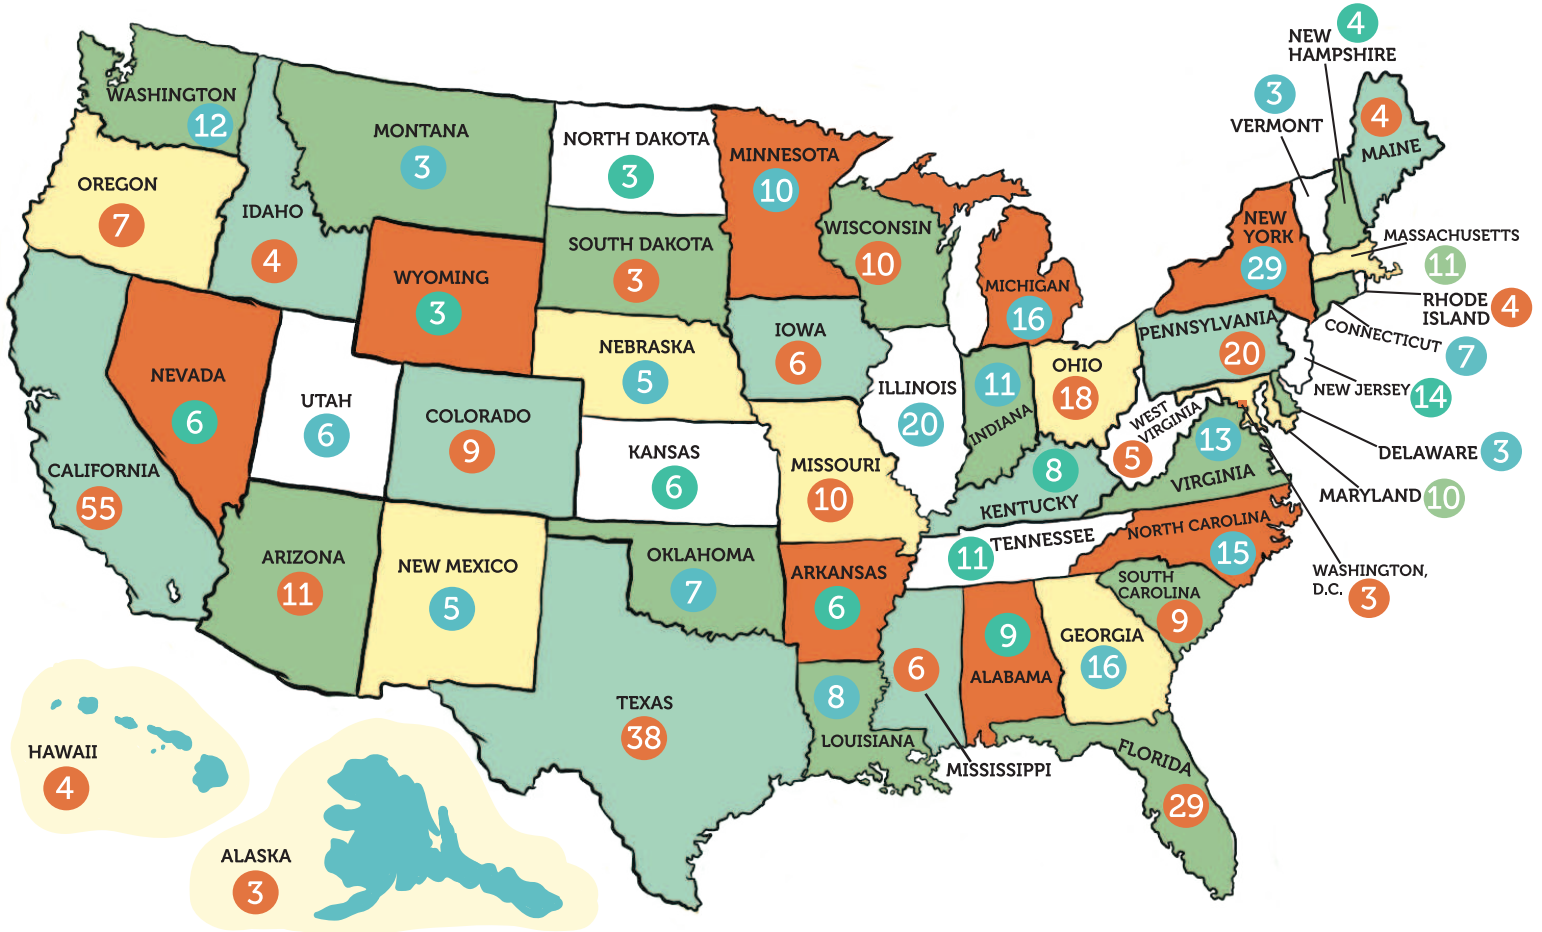 4
NEW
HAMPSHIRE
3
VERMONT
4
MAINE
WASHINGTON
12
MONTANA
3
NORTH DAKOTA
3
MINNESOTA
10
OREGON
7
IDAHO
4
WYOMING
3
SOUTH DAKOTA
3
WISCONSIN
10
MICHIGAN
16
NEW
YORK
29
MASSACHUSETTS
11
RHODE
ISLAND
4
CONNECTICUT
7
NEW JERSEY
14
NEVADA
6
UTAH
6
COLORADO
9
NEBRASKA
5
IOWA
6
ILLINOIS
20
INDIANA
11
OHIO
18
PENNSYLVANIA
20
DELAWARE
3
MARYLAND
10
WASHINGTON,
D.C.
3
CALIFORNIA
55
KANSAS
6
MISSOURI
10
KENTUCKY
8
WEST
VIRGINIA
5
VIRGINIA
13
ARIZONA
11
NEW MEXICO
5
OKLAHOMA
7
ARKANSAS
6
TENNESSEE
11
NORTH CAROLINA
15
SOUTH
CAROLINA
9
TEXAS
38
LOUISIANA
8
MISSISSIPPI
6
ALABAMA
9
GEORGIA
16
FLORIDA
29
HAWAII
4
ALASKA
3